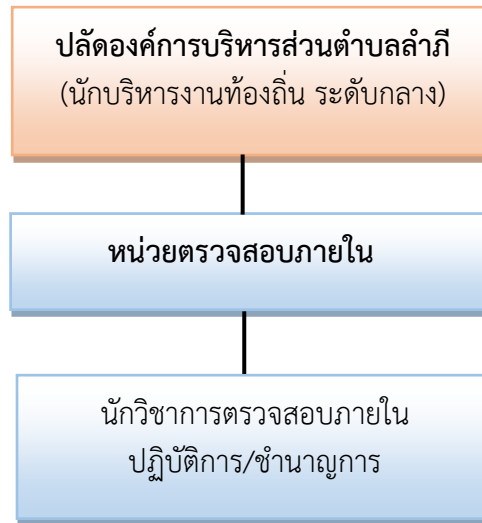 ปลัดองค์การบริหารส่วนตำบลลำภี
(นักบริหารงานท้องถิ่น ระดับกลาง)
หน่วยตรวจสอบภายใน
นักวิชาการตรวจสอบภายใน
ปฏิบัติการ/ชำนาญการ